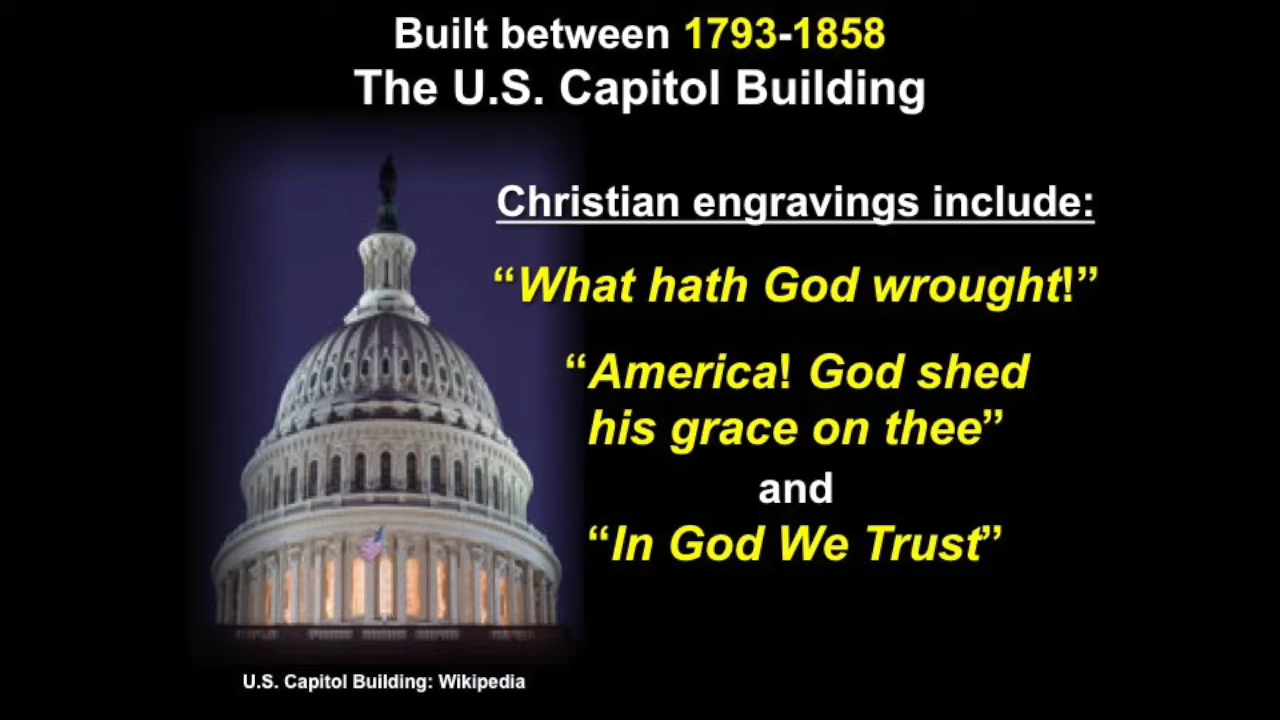 Built between 1793-1858
The U.S. Capitol Building
Christian engravings include:
“What hath God wrought!”
“America! God shed
his grace on thee”
and
“In God We Trust”
U.S. Capitol Building: Wikipedia